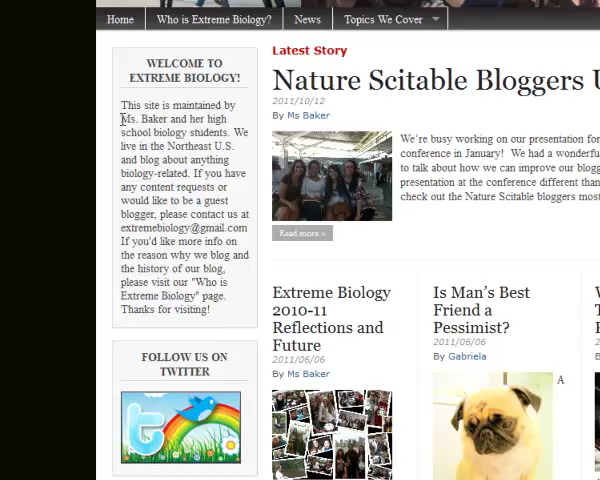 Home
Who is Extreme Biology?
News
Topics We Cover
WELCOME TO
EXTREME BIOLOGY!
This site is maintained by
Ms. Baker and her high
school biology students. We
live in the Northeast U.S.
and blog about anything
biology-related. If you have
any content requests or
would like to be a guest
blogger, please contact us at
extremebiology@gmail.com
If you'd like more info on
the reason why we blog and
the history of our blog,
please visit our "Who is
Extreme Biology" page.
Thanks for visiting!
FOLLOW US ON
TWITTER
Latest Story
Nature Scitable Bloggers
2011/10/12
By Ms Baker
We're busy working on our presentation for
conference in January! We had a wonderfu
to talk about how we can improve our blogg
presentation at the conference different than
check out the Nature Scitable bloggers most
Read more »
Extreme Biology
2010-11
Reflections and
Future
2011/06/06
By Ms Baker
Is Man's Best
Friend a
Pessimist?
2011/06/06
By Gabriela
A